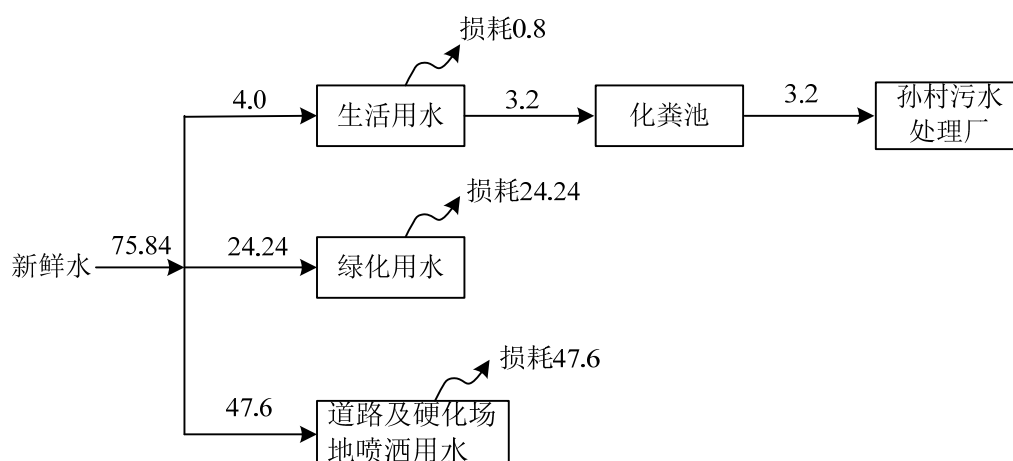 损耗0.8
4.0
生活用水
3.2
化粪池
3.2
孙村污水
处理厂
损耗24.24
新鲜水
75.84
24.24
绿化用水
损耗47.6
47.6
道路及硬化场
地喷洒用水